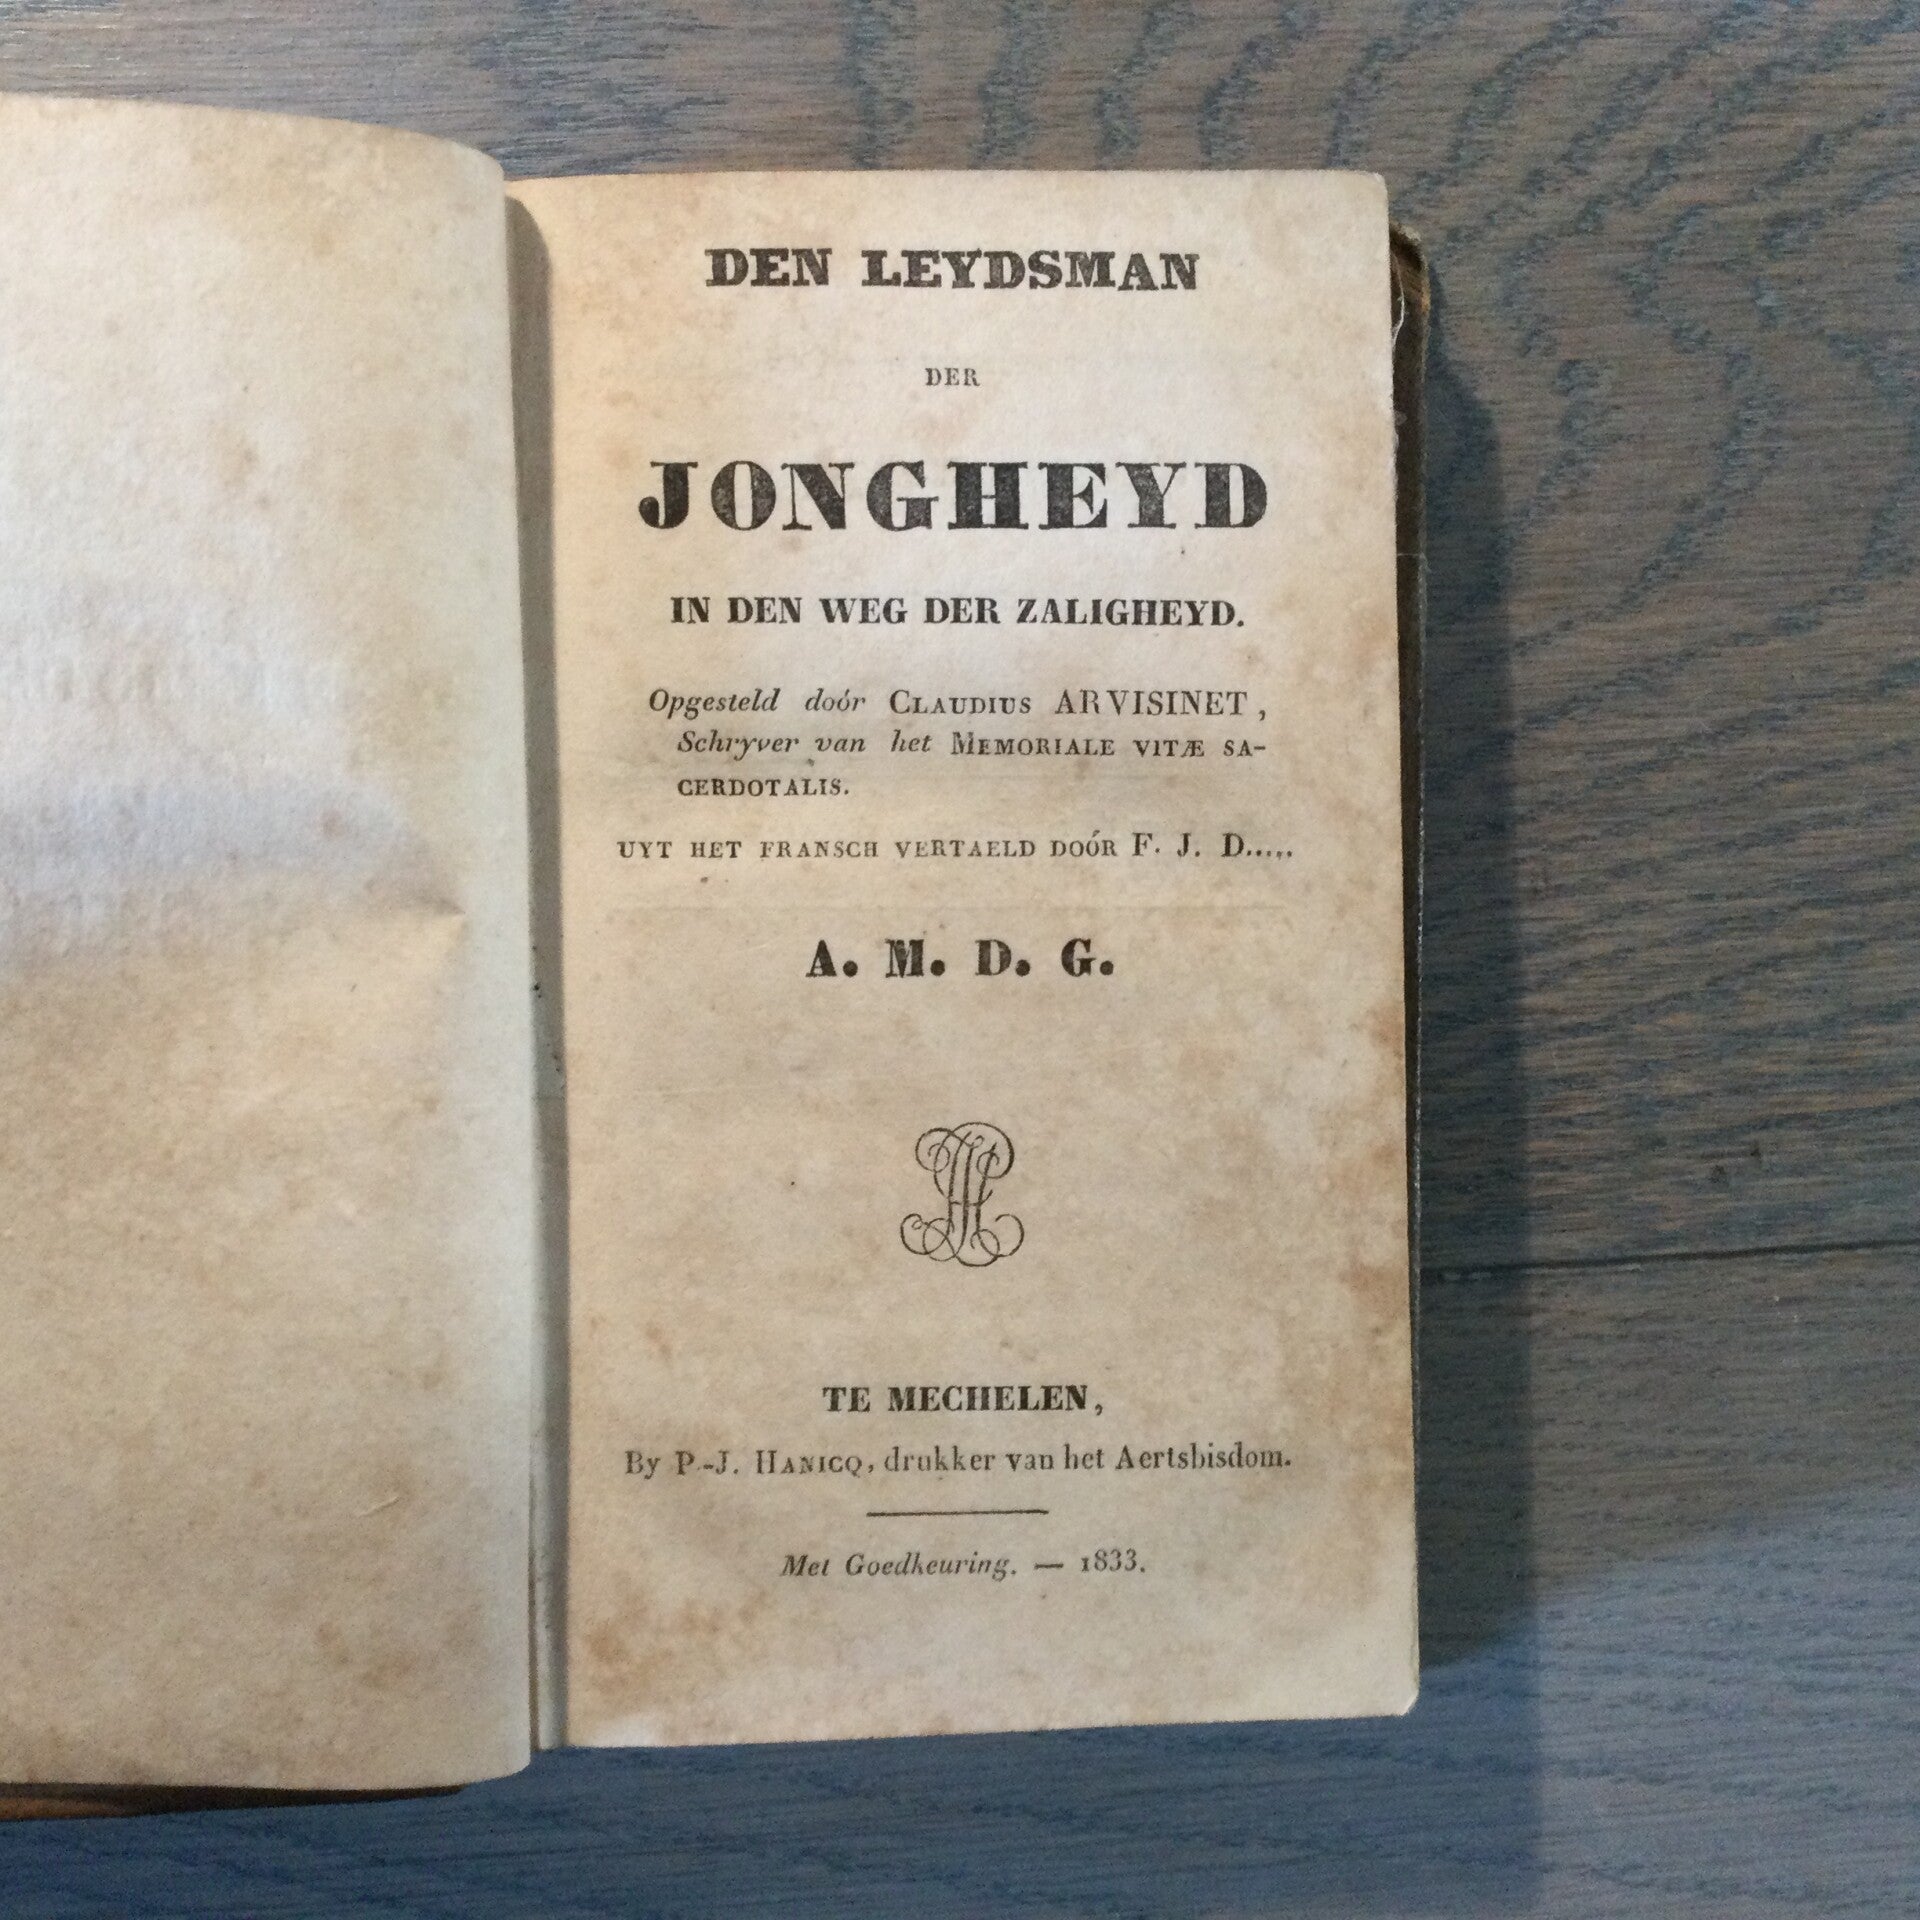 DEN LEYDSMAN
DER
JONGHEYD
IN DEN WEG DER ZALIGHEYD.
Opgesteld doór CLAUDIUS ARVISINET,
Schryver van het MEMORIALE VITÆ SA-
CERDOTALIS.
UYT HET FRANSCH VERTAELD DOÓR F. J. D.....
A. M. D. G.
TE MECHELEN,
By P.-J. HANICQ, drukker van het Aertsbisdom.
Met Goedkeuring. — 1833.